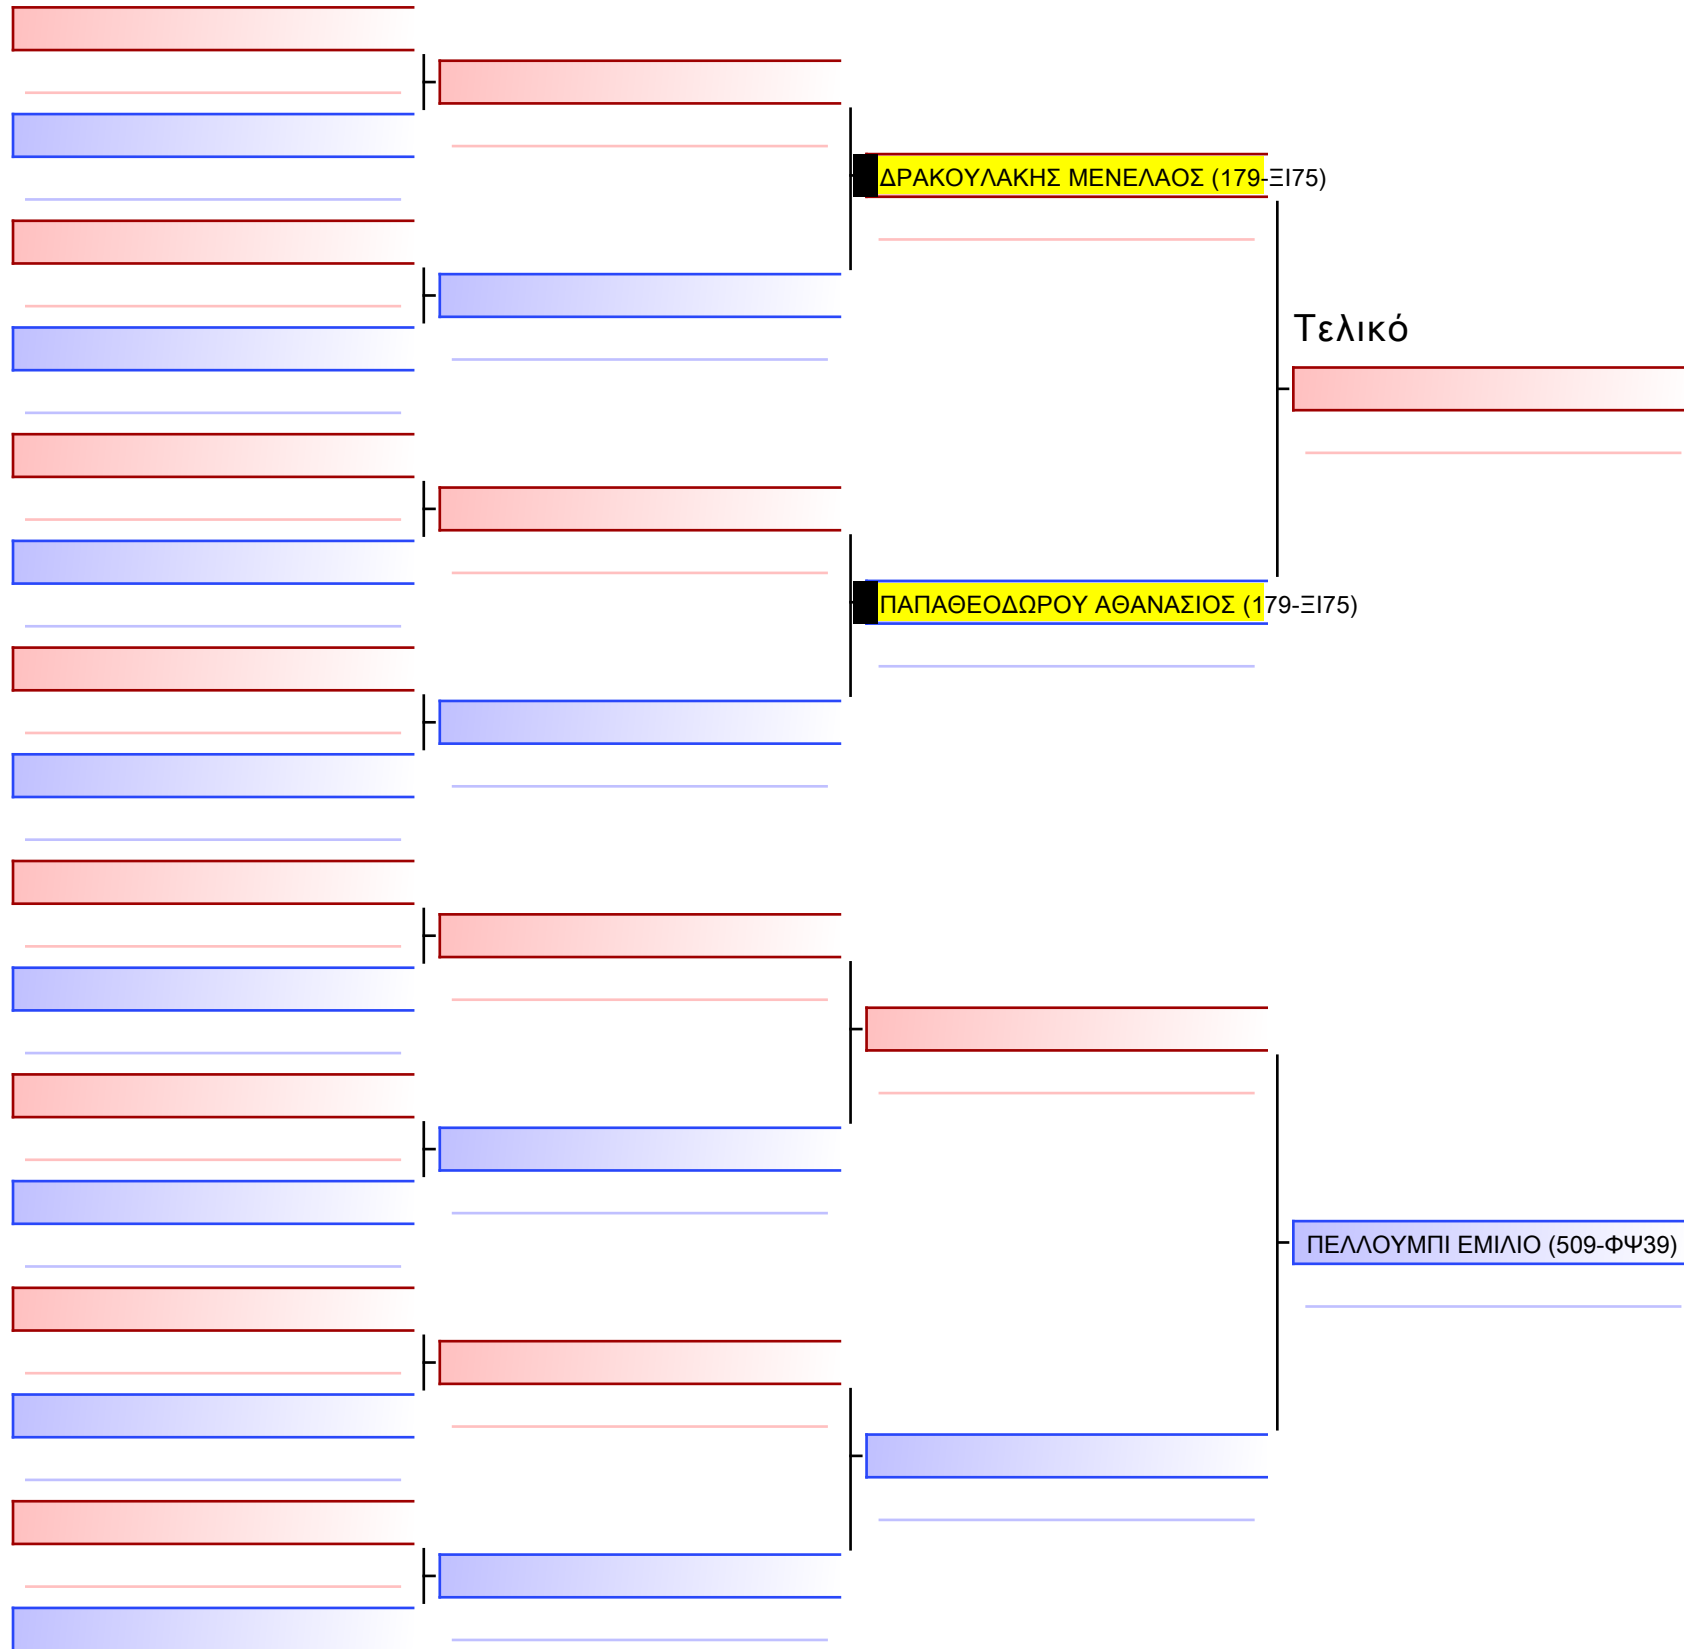 ΔΡΑΚΟΥΛΑΚΗΣ ΜΕΝΕΛΑΟΣ (179-ΞΙ75)
Τελικό
ΠΑΠΑΘΕΟΔΩΡΟΥ ΑΘΑΝΑΣΙΟΣ (179-ΞΙ75)
ΠΕΛΛΟΥΜΠΙ ΕΜΙΛΙΟ (509-ΦΨ39)